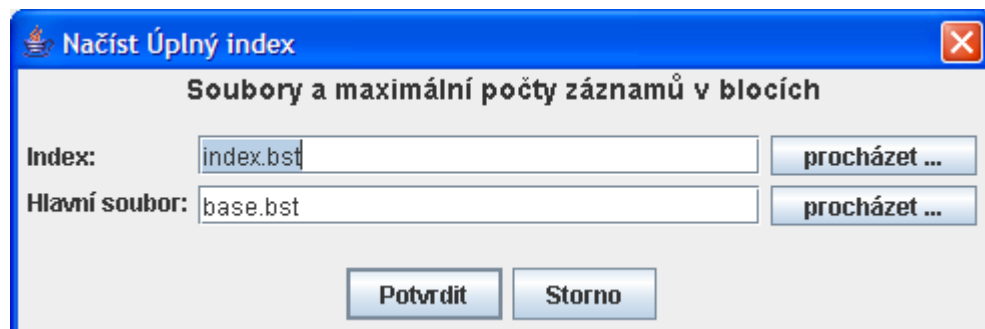 Načíst Úplný index
Soubory a maximální počty záznamů v blocích
Index: index.bst procházet ...
Hlavní soubor: base.bst procházet ...
Potvrdit Storno